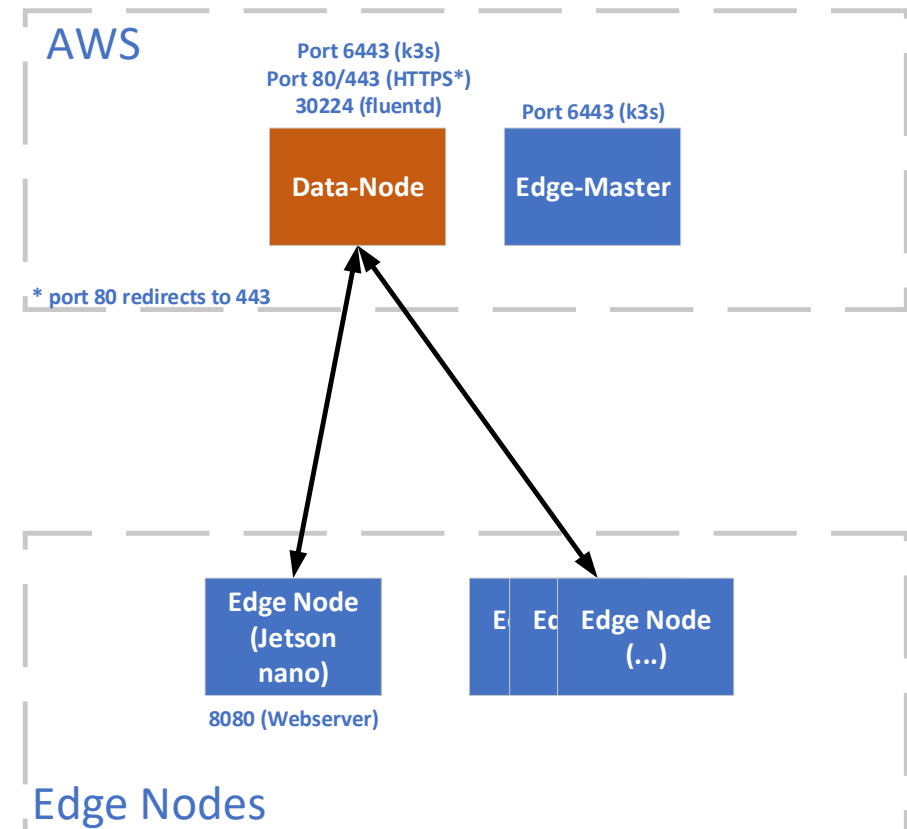 AWS
Port 6443 (k3s)
Port 80/443 (HTTPS*)
30224 (fluentd)
Port 6443 (k3s)
Data-Node
Edge-Master
* port 80 redirects to 443
Edge Node
(Jetson
nano)
E
Ed
Edge Node
(...)
8080 (Webserver)
Edge Nodes